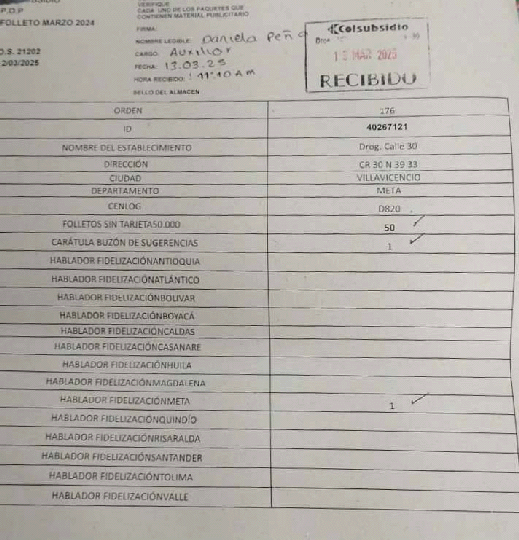 P.D.P
FOLLETO MARZO 2024
O.S. 21202
2/03/2025
VERIFIQUE
CADA UNO DE LOS PAQUETES QUE
CONTIENEN MATERIAL PUBLICITARIO
FIRMA:
NOMBRE LEGIBLE: Daniela Peña
CARGO: Auxiliar
FECHA: 13.03.25
HORA RECIBIDO: 11:10 AM
SELLO DEL ALMACEN
Colsubsidio
13 MAR 2025
RECIBIDO
ORDEN 176
ID 40267121
NOMBRE DEL ESTABLECIMIENTO Drog. Calle 30
DIRECCIÓN CR 30 N 39 33
CIUDAD VILLAVICENCIO
DEPARTAMENTO META
CENLOG D820
FOLLETOS SIN TARJETA50.000 50
CARÁTULA BUZÓN DE SUGERENCIAS 1
HABLADOR FIDELIZACIÓNANTIOQUIA
HABLADOR FIDELIZACIÓNATLÁNTICO
HABLADOR FIDELIZACIÓNBOLIVAR
HABLADOR FIDELIZACIÓNBOYACÁ
HABLADOR FIDELIZACIÓNCALDAS
HABLADOR FIDELIZACIÓNCASANARE
HABLADOR FIDELIZACIÓNHUILA
HABLADOR FIDELIZACIÓNMAGDALENA
HABLADOR FIDELIZACIÓNMETA 1
HABLADOR FIDELIZACIÓNQUINDÍO
HABLADOR FIDELIZACIÓNRISARALDA
HABLADOR FIDELIZACIÓNSANTANDER
HABLADOR FIDELIZACIÓNTOLIMA
HABLADOR FIDELIZACIÓNVALLE